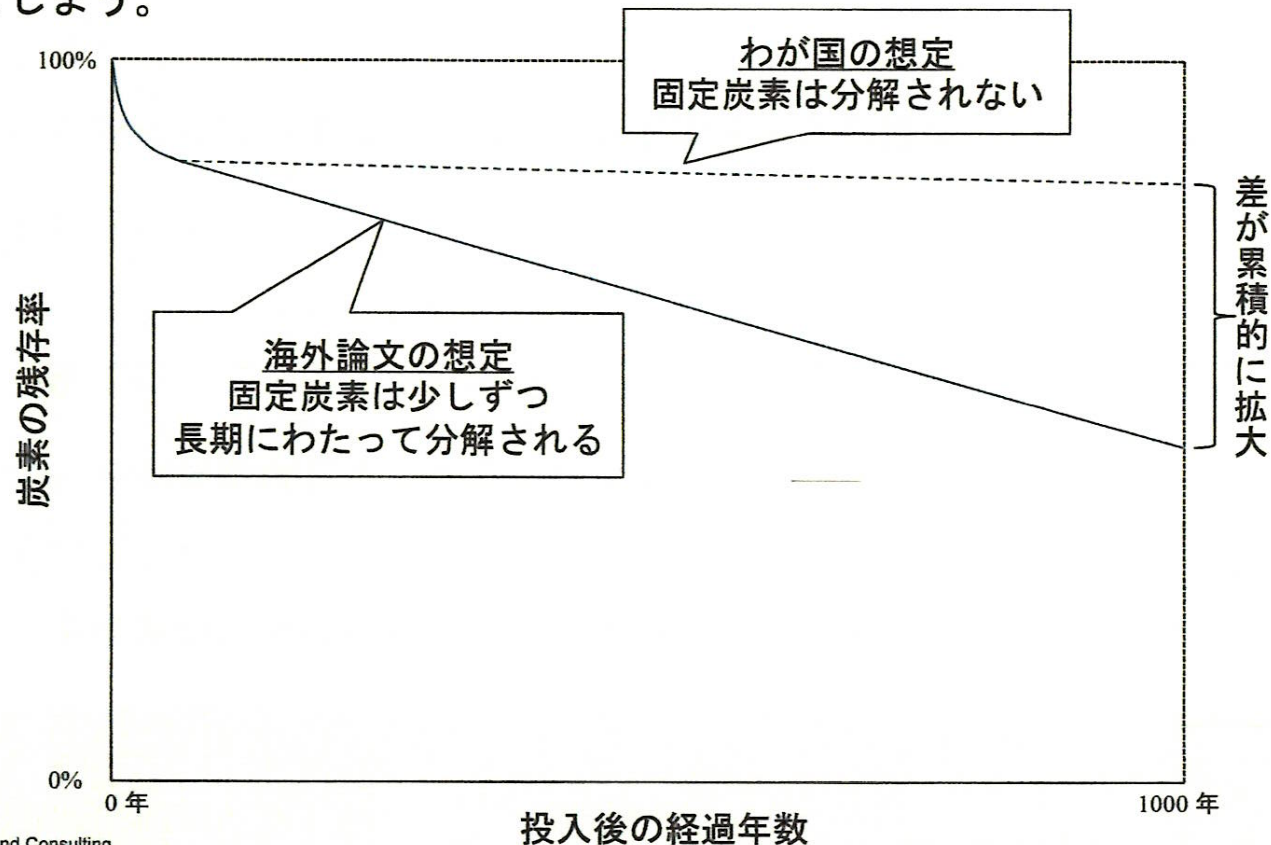 しょう。
100%
わが国の想定
固定炭素は分解されない
差が累積的に拡大
炭素の残存率
海外論文の想定
固定炭素は少しずつ
長期にわたって分解される
0%
0 年
1000 年
投入後の経過年数
nd Consulting